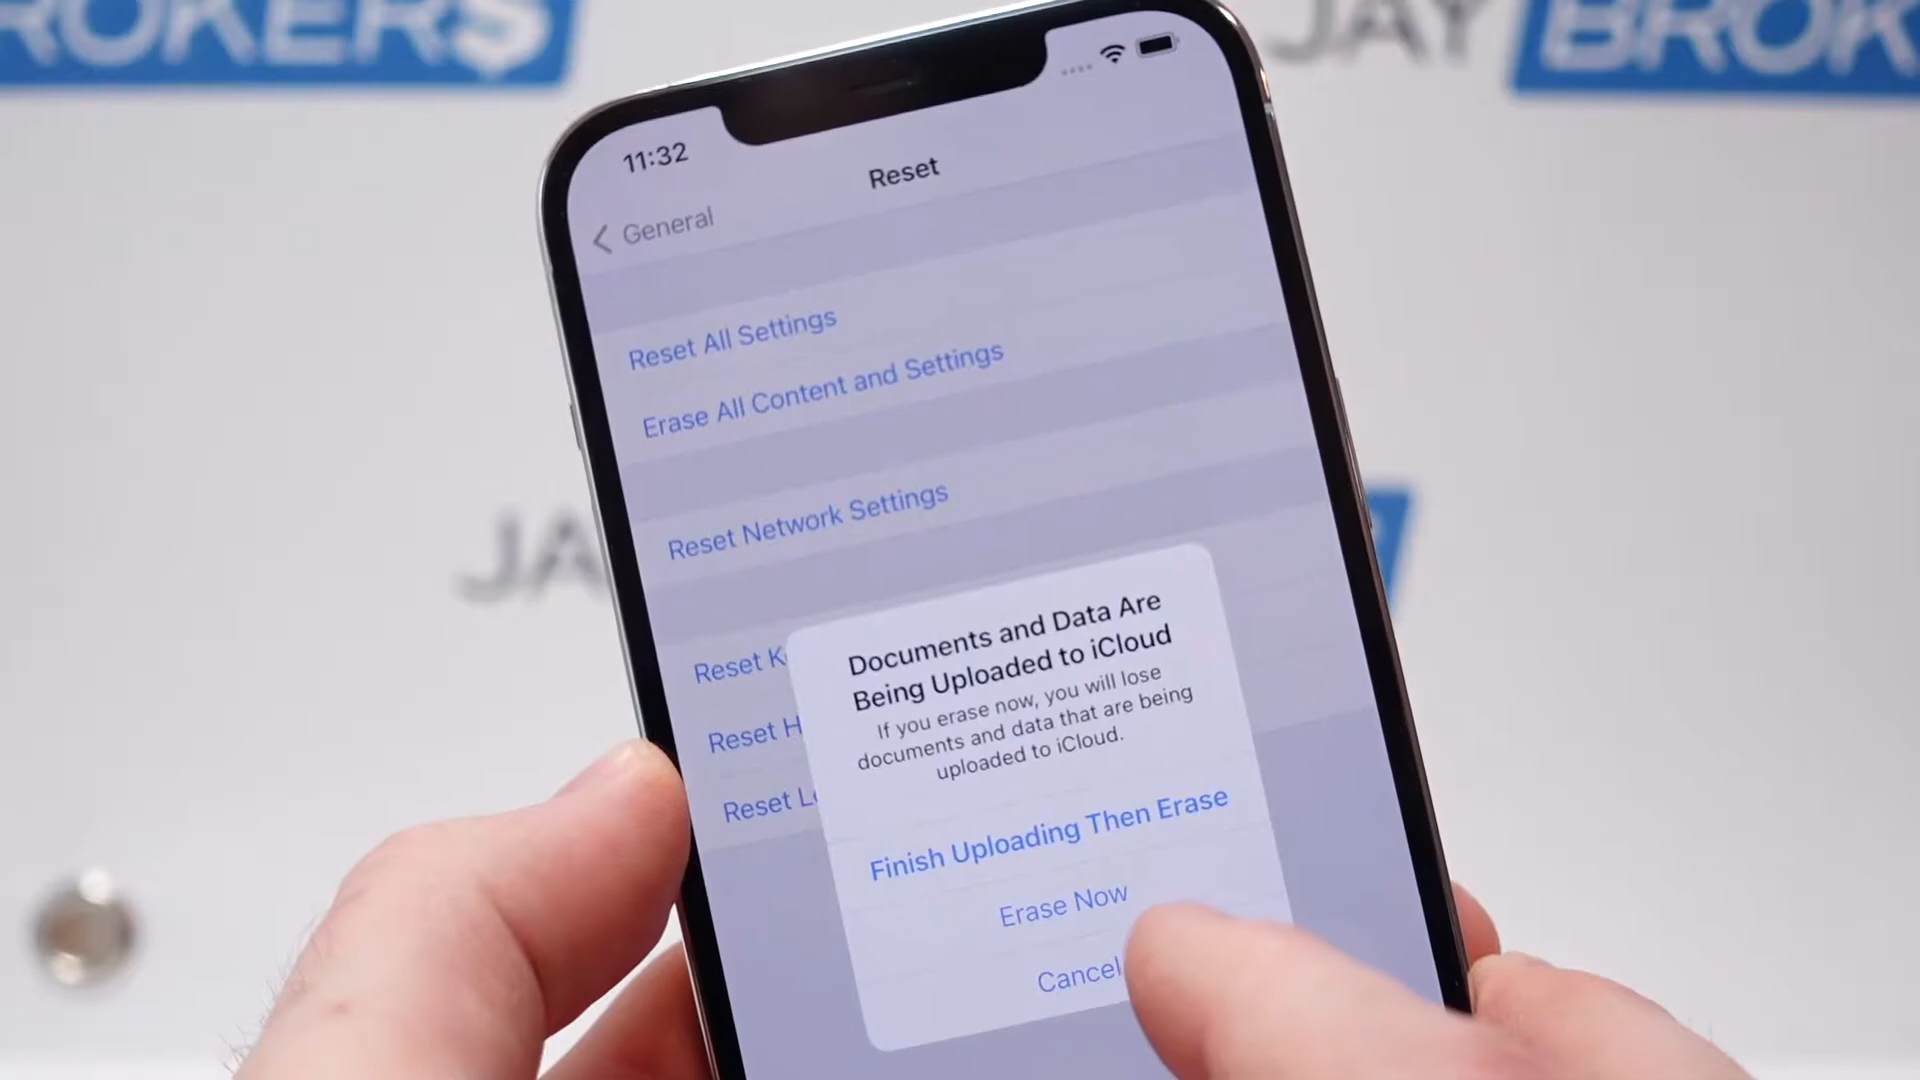 BROKERS
JAY BROK
11:32
Reset
General
Reset All Settings
Erase All Content and Settings
Reset Network Settings
JA
Reset K
Reset H
Reset L
Documents and Data Are
Being Uploaded to iCloud
If you erase now, you will lose
documents and data that are being
uploaded to iCloud.
Finish Uploading Then Erase
Erase Now
Cancel